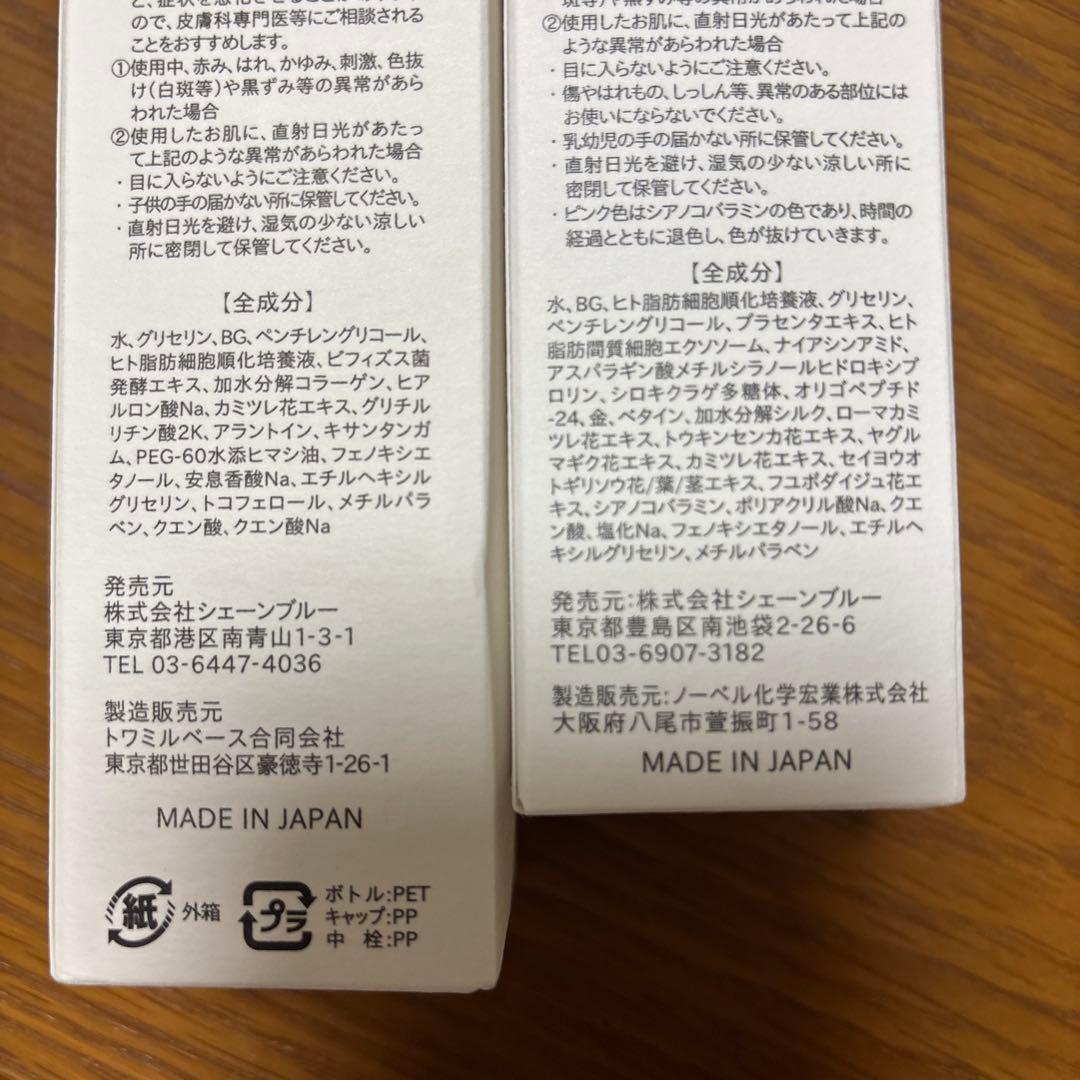 と、症状を悪化させることが
ので、皮膚科専門医等にご相談される
ことをおすすめします。
①使用中、赤み、はれ、かゆみ、刺激、色抜
け(白斑等)や黒ずみ等の異常があら
われた場合
②使用したお肌に、直射日光があたっ
て上記のような異常があらわれた場合
・目に入らないようにご注意ください。
・子供の手の届かない所に保管してください。
・直射日光を避け、湿気の少ない涼しい
所に密閉して保管してください。
【全成分】
水、グリセリン、BG、ペンチレングリコール、
ヒト脂肪細胞順化培養液、ビフィズス菌
発酵エキス、加水分解コラーゲン、ヒア
ルロン酸Na、カミツレ花エキス、グリチル
リチン酸2K、アラントイン、キサンタンガ
ム、PEG-60水添ヒマシ油、フェノキシエ
タノール、安息香酸Na、エチルヘキシル
グリセリン、トコフェロール、メチルパラ
ベン、クエン酸、クエン酸Na
発売元
株式会社シェーンブルー
東京都港区南青山1-3-1
TEL 03-6447-4036
製造販売元
トワミルベース合同会社
東京都世田谷区豪徳寺1-26-1
MADE IN JAPAN
紙 外箱
プラ
ボトル:PET
キャップ:PP
中 栓:PP
斑等)や黒ずみ等の異常があらわれた場合
②使用したお肌に、直射日光があたって上記の
ような異常があらわれた場合
・目に入らないようにご注意ください。
・傷やはれもの、しっしん等、異常のある部位には
お使いにならないでください。
・乳幼児の手の届かない所に保管してください。
・直射日光を避け、湿気の少ない涼しい所に
密閉して保管してください。
・ピンク色はシアノコバラミンの色であり、時間の
経過とともに退色し、色が抜けていきます。
【全成分】
水、BG、ヒト脂肪細胞順化培養液、グリセリン、
ペンチレングリコール、プラセンタエキス、ヒト
脂肪間質細胞エクソソーム、ナイアシンアミド、
アスパラギン酸メチルシラノールヒドロキシプ
ロリン、シロキクラゲ多糖体、オリゴペプチド
-24、金、ベタイン、加水分解シルク、ローマカミ
ツレ花エキス、トウキンセンカ花エキス、ヤグル
マギク花エキス、カミツレ花エキス、セイヨウオ
トギリソウ花/葉/茎エキス、フユボダイジュ花エ
キス、シアノコバラミン、ポリアクリル酸Na、クエ
ン酸、塩化Na、フェノキシエタノール、エチルヘ
キシルグリセリン、メチルパラベン
発売元:株式会社シェーンブルー
東京都豊島区南池袋2-26-6
TEL03-6907-3182
製造販売元:ノーベル化学宏業株式会社
大阪府八尾市萱振町1-58
MADE IN JAPAN